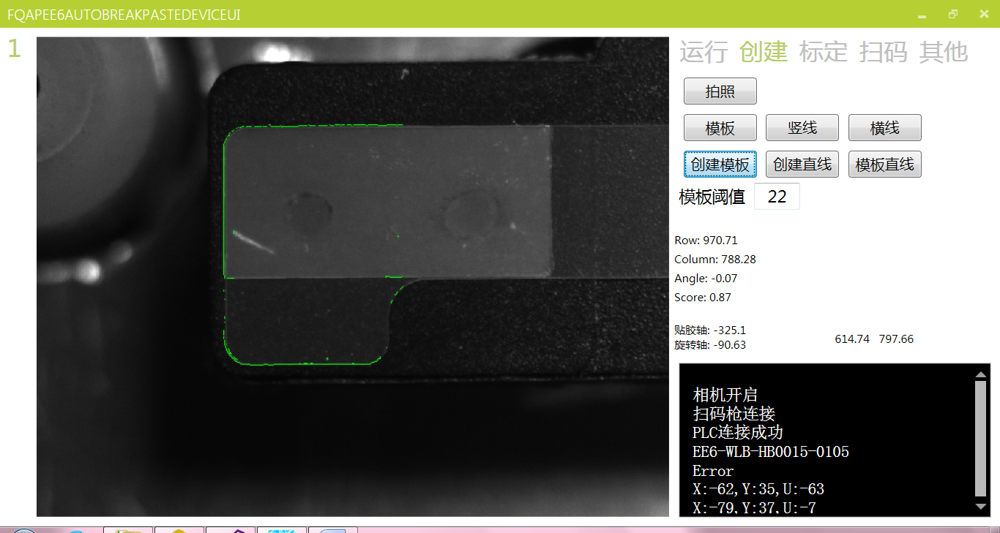 FQAPEE6AUTOBREAKPASTEDEVICEUI
1
运行 创建 标定 扫码 其他
拍照
模板 竖线 横线
创建模板 创建直线 模板直线
模板阈值 22
Row: 970.71
Column: 788.28
Angle: -0.07
Score: 0.87
贴胶轴: -325.1
旋转轴: -90.63
614.74 797.66
相机开启
扫码枪连接
PLC连接成功
EE6-WLB-HB0015-0105
Error
X:-62,Y:35,U:-63
X:-79,Y:37,U:-7